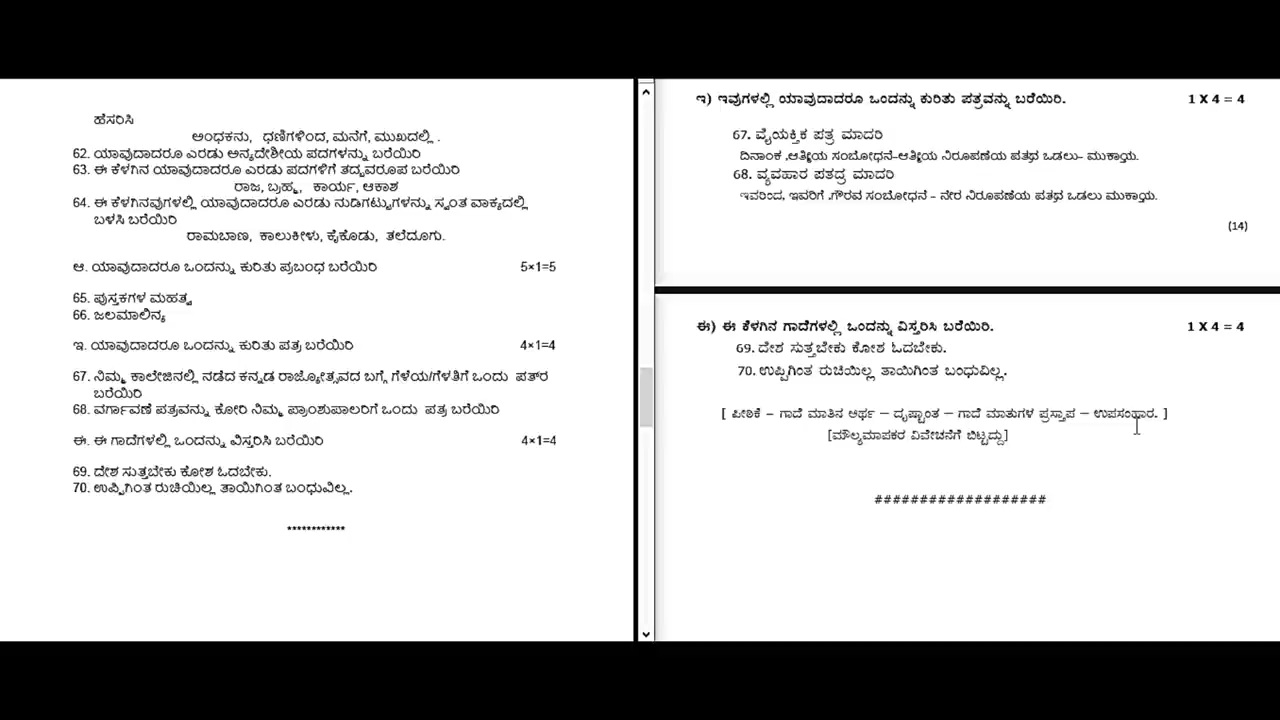 ಹೆಸರಿಸಿ
ಅಂಧಕನು, ಧಣಿಗಳಿಂದ, ಮನೆಗೆ, ಮುಖದಲ್ಲಿ .
62. ಯಾವುದಾದರೂ ಎರಡು ಅನ್ಯದೇಶೀಯ ಪದಗಳನ್ನು ಬರೆಯಿರಿ
63. ಈ ಕೆಳಗಿನ ಯಾವುದಾದರೂ ಎರಡು ಪದಗಳಿಗೆ ತದ್ಭವರೂಪ ಬರೆಯಿರಿ
ರಾಜ, ಬ್ರಹ್ಮ, ಕಾರ್ಯ, ಆಕಾಶ
64. ಈ ಕೆಳಗಿನವುಗಳಲ್ಲಿ ಯಾವುದಾದರೂ ಎರಡು ನುಡಿಗಟ್ಟುಗಳನ್ನು ಸ್ವಂತ ವಾಕ್ಯದಲ್ಲಿ
ಬಳಸಿ ಬರೆಯಿರಿ
ರಾಮಬಾಣ, ಕಾಲುಕೀಳು, ಕೈಕೊಡು, ತಲೆದೂಗು.
ಆ. ಯಾವುದಾದರೂ ಒಂದನ್ನು ಕುರಿತು ಪ್ರಬಂಧ ಬರೆಯಿರಿ 5×1=5
65. ಪುಸ್ತಕಗಳ ಮಹತ್ವ
66. ಜಲಮಾಲಿನ್ಯ
ಇ. ಯಾವುದಾದರೂ ಒಂದನ್ನು ಕುರಿತು ಪತ್ರ ಬರೆಯಿರಿ 4×1=4
67. ನಿಮ್ಮ ಕಾಲೇಜಿನಲ್ಲಿ ನಡೆದ ಕನ್ನಡ ರಾಜ್ಯೋತ್ಸವದ ಬಗ್ಗೆ ಗೆಳೆಯ/ಗೆಳತಿಗೆ ಒಂದು ಪತ್‌ರ
ಬರೆಯಿರಿ
68. ವರ್ಗಾವಣೆ ಪತ್ರವನ್ನು ಕೋರಿ ನಿಮ್ಮ ಪ್ರಾಂಶುಪಾಲರಿಗೆ ಒಂದು ಪತ್ರ ಬರೆಯಿರಿ
ಈ. ಈ ಗಾದೆಗಳಲ್ಲಿ ಒಂದನ್ನು ವಿಸ್ತರಿಸಿ ಬರೆಯಿರಿ 4×1=4
69. ದೇಶ ಸುತ್ತಬೇಕು ಕೋಶ ಓದಬೇಕು.
70. ಉಪ್ಪಿಗಿಂತ ರುಚಿಯಿಲ್ಲ ತಾಯಿಗಿಂತ ಬಂಧುವಿಲ್ಲ.
************
ಇ) ಇವುಗಳಲ್ಲಿ ಯಾವುದಾದರೂ ಒಂದನ್ನು ಕುರಿತು ಪತ್ರವನ್ನು ಬರೆಯಿರಿ. 1 X 4 = 4
67. ವೈಯಕ್ತಿಕ ಪತ್ರ ಮಾದರಿ
ದಿನಾಂಕ ,ಆತ್ಮೀಯ ಸಂಬೋಧನೆ-ಆತ್ಮೀಯ ನಿರೂಪಣೆಯ ಪತ್ರದ ಒಡಲು- ಮುಕ್ತಾಯ.
68. ವ್ಯವಹಾರ ಪತದ್ರ ಮಾದರಿ
ಇವರಿಂದ, ಇವರಿಗೆ ,ಗೌರವ ಸಂಬೋಧನೆ – ನೇರ ನಿರೂಪಣೆಯ ಪತ್ರದ ಒಡಲು ಮುಕ್ತಾಯ.
(14)
ಈ) ಈ ಕೆಳಗಿನ ಗಾದೆಗಳಲ್ಲಿ ಒಂದನ್ನು ವಿಸ್ತರಿಸಿ ಬರೆಯಿರಿ. 1 X 4 = 4
69. ದೇಶ ಸುತ್ತಬೇಕು ಕೋಶ ಓದಬೇಕು.
70. ಉಪ್ಪಿಗಿಂತ ರುಚಿಯಿಲ್ಲ ತಾಯಿಗಿಂತ ಬಂಧುವಿಲ್ಲ.
[ ಪೀಠಿಕೆ – ಗಾದೆ ಮಾತಿನ ಅರ್ಥ – ದೃಷ್ಟಾಂತ – ಗಾದೆ ಮಾತುಗಳ ಪ್ರಸ್ತಾಪ – ಉಪಸಂಹಾರ. ]
[ಮೌಲ್ಯಮಾಪಕರ ವಿವೇಚನೆಗೆ ಬಿಟ್ಟದ್ದು]
###################